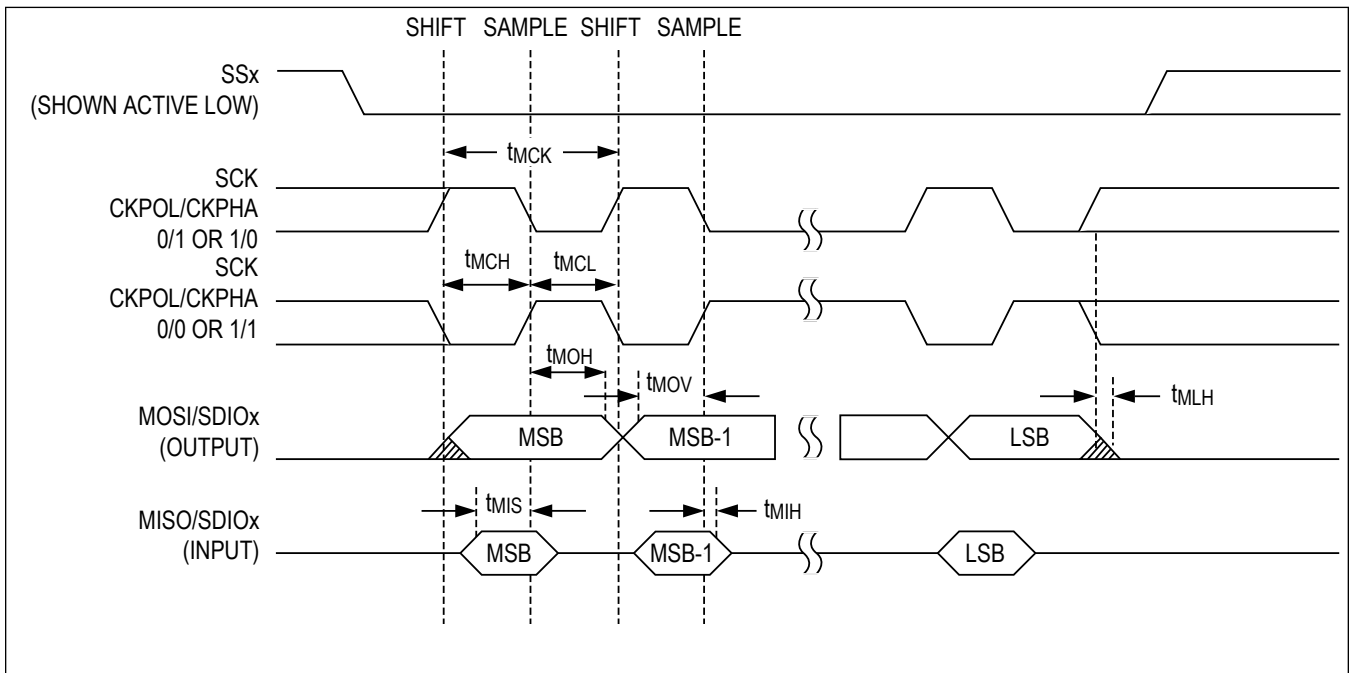 SHIFT SAMPLE SHIFT SAMPLE
SSx
(SHOWN ACTIVE LOW)
tMCK
SCK
CKPOL/CKPHA
0/1 OR 1/0
SCK
CKPOL/CKPHA
0/0 OR 1/1
tMCH tMCL
tMOH
tMOV
tMLH
MOSI/SDIOx
(OUTPUT)
MSB MSB-1 LSB
tMIS
tMIH
MISO/SDIOx
(INPUT)
MSB MSB-1 LSB